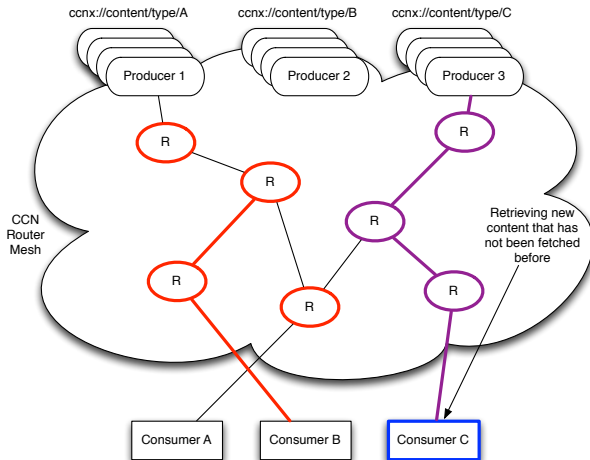 ccnx://content/type/A
ccnx://content/type/B
ccnx://content/type/C
Producer 1
Producer 2
Producer 3
R
R
R
R
R
R
R
CCN
Router
Mesh
Retrieving new
content that has
not been fetched
before
Consumer A
Consumer B
Consumer C